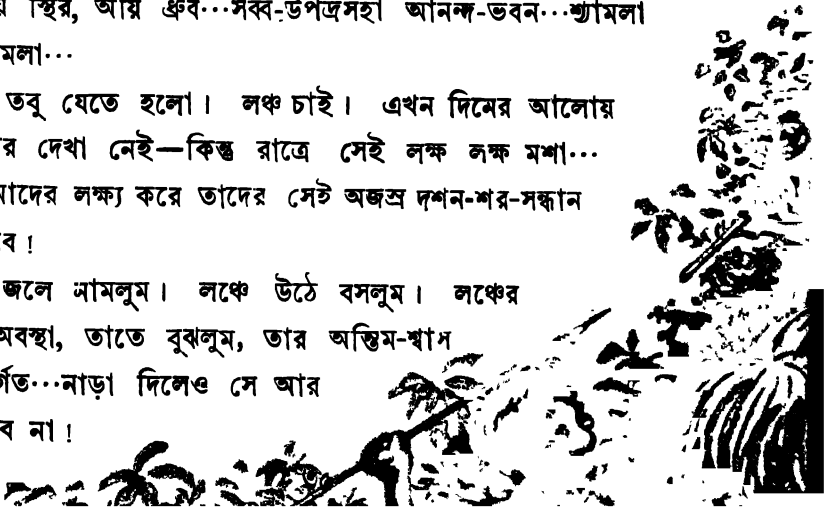 স্থির, আয় ধ্রুব···সর্ব্ব-উপদ্রসহা আনন্দ-ভবন···শ্যামলা
মলা···
তবু যেতে হলো। লঞ্চ চাই। এখন দিনের আলোয়
র দেখা নেই—কিন্তু রাত্রে সেই লক্ষ লক্ষ মশা···
াদের লক্ষ্য করে তাদের সেই অজস্র দশন-শর-সন্ধান
বে!
জলে নামলুম। লঞ্চে উঠে বসলুম। লঞ্চের
অবস্থা, তাতে বুঝলুম, তার অন্তিম-শ্বাস
র্গত···নাড়া দিলেও সে আর
ব না!